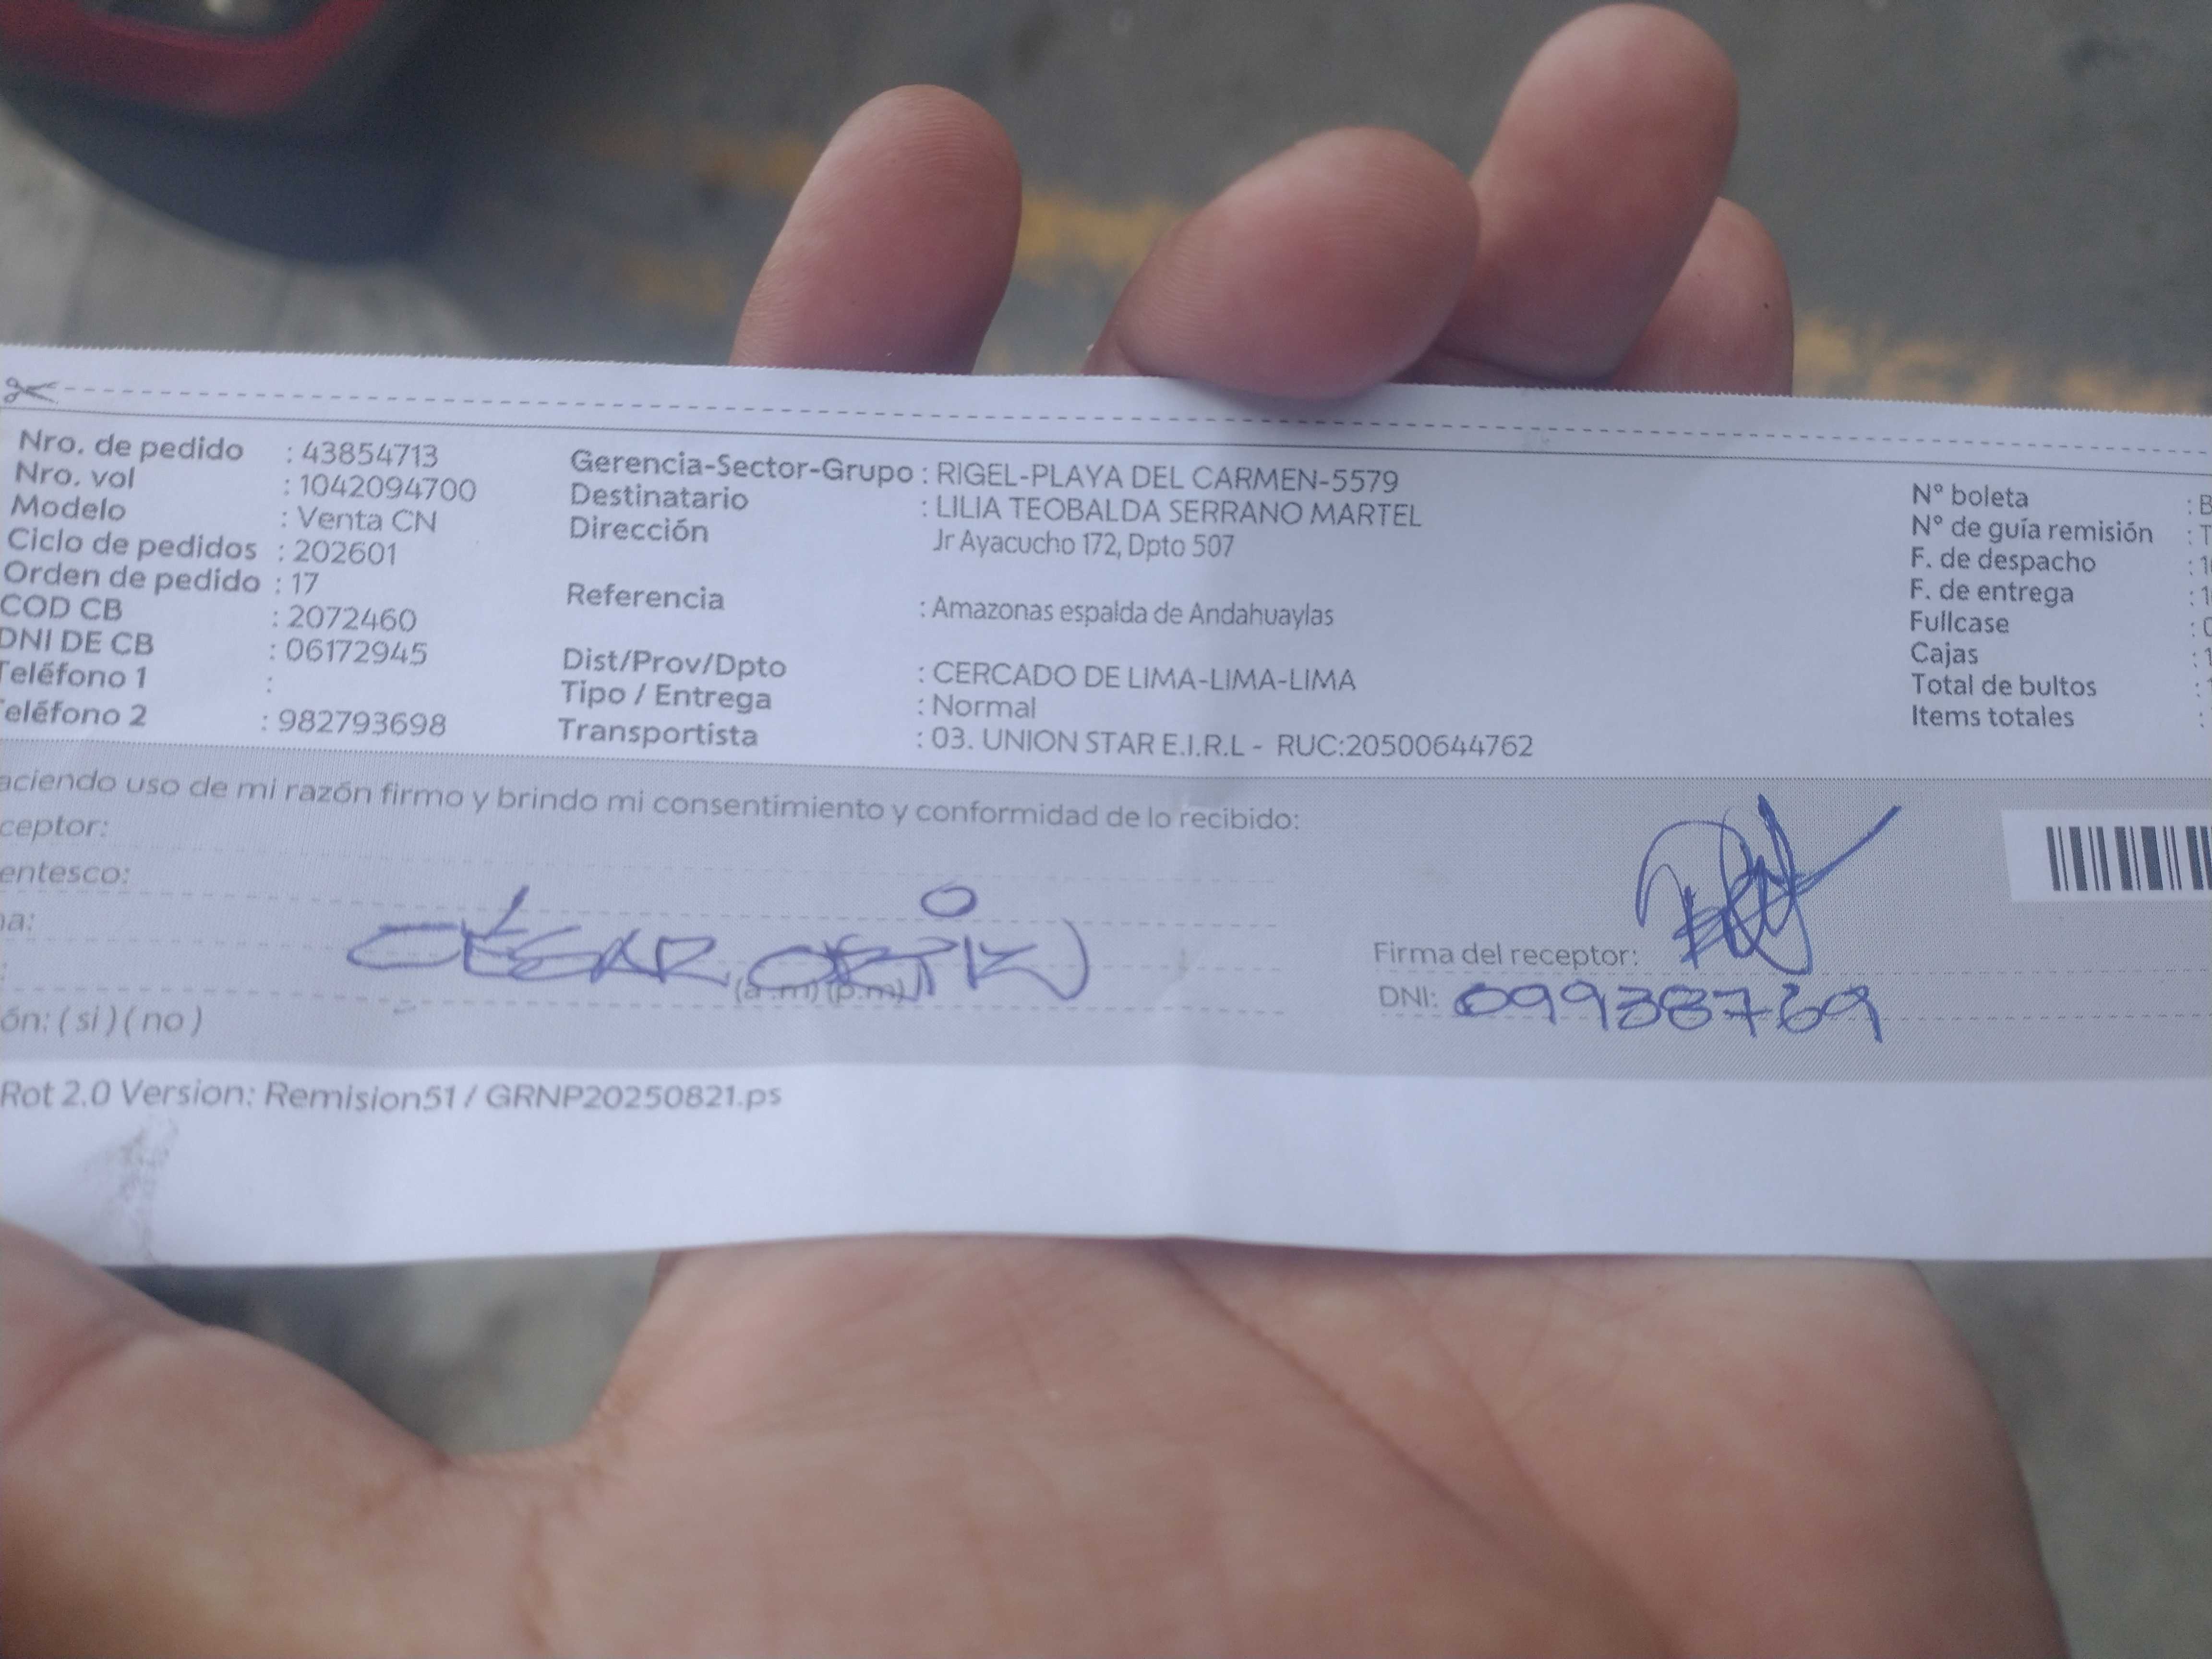 Nro. de pedido : 43854713
Nro. vol : 1042094700
Modelo : Venta CN
Ciclo de pedidos : 202601
Orden de pedido : 17
COD CB : 2072460
DNI DE CB : 06172945
Teléfono 1 :
eléfono 2 : 982793698
Gerencia-Sector-Grupo : RIGEL-PLAYA DEL CARMEN-5579
Destinatario : LILIA TEOBALDA SERRANO MARTEL
Dirección Jr Ayacucho 172, Dpto 507
Referencia : Amazonas espalda de Andahuaylas
Dist/Prov/Dpto : CERCADO DE LIMA-LIMA-LIMA
Tipo / Entrega : Normal
Transportista : 03. UNION STAR E.I.R.L - RUC:20500644762
N° boleta : B
N° de guía remisión : T
F. de despacho : 1
F. de entrega : 1
Fullcase :
Cajas : 1
Total de bultos :
Items totales :
aciendo uso de mi razón firmo y brindo mi consentimiento y conformidad de lo recibido:
ceptor:
entesco:
a:
CÉSAR ORTIZ
(a.m) (p.m)
ón: ( si ) ( no )
Firma del receptor:
DNI: 09938769
Rot 2.0 Version: Remision51 / GRNP20250821.ps